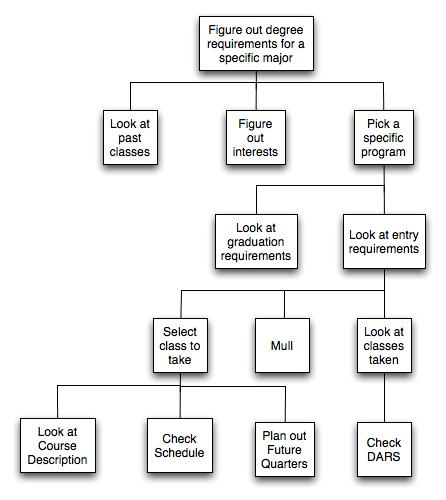 Figure out degree
requirements for a
specific major
Look at
past
classes
Figure
out
interests
Pick a
specific
program
Look at
graduation
requirements
Look at entry
requirements
Select
class to
take
Mull
Look at
classes
taken
Look at
Course
Description
Check
Schedule
Plan out
Future
Quarters
Check
DARS